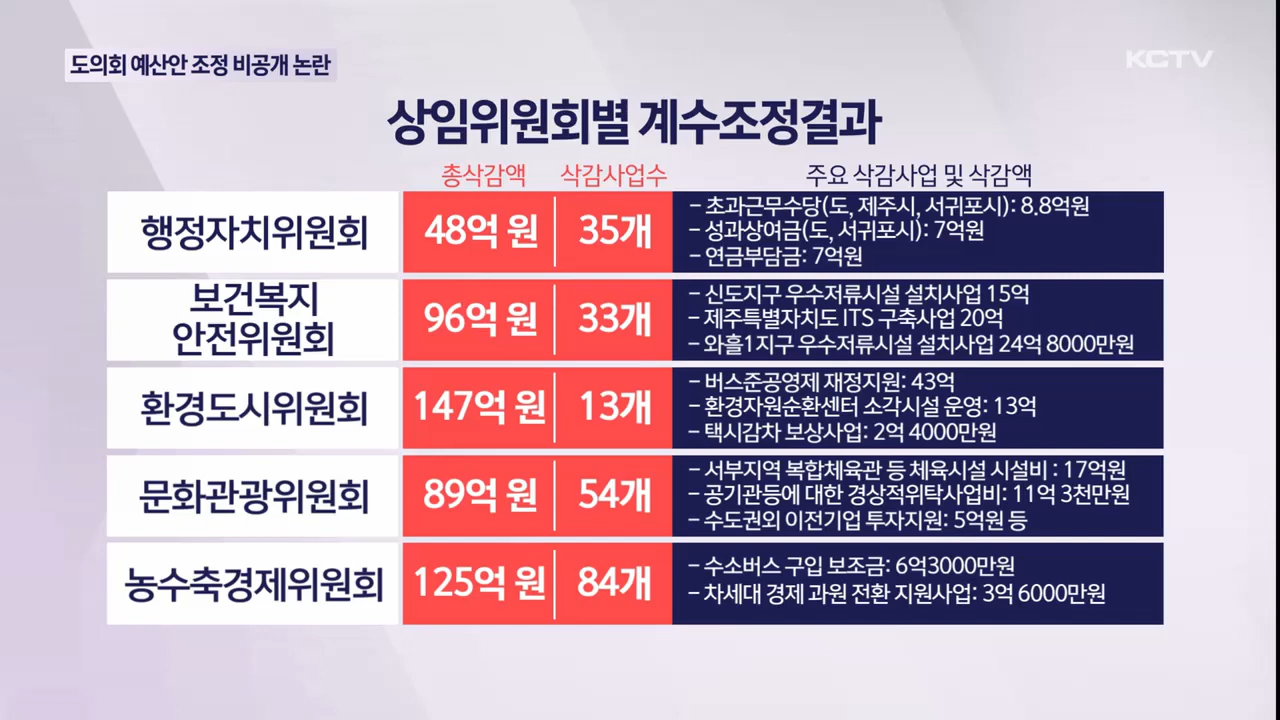 도의회 예산안 조정 비공개 논란
KCTV
상임위원회별 계수조정결과
총삭감액 삭감사업수 주요 삭감사업 및 삭감액
행정자치위원회 48억 원 35개
- 초과근무수당(도, 제주시, 서귀포시): 8.8억원
- 성과상여금(도, 서귀포시): 7억원
- 연금부담금: 7억원
보건복지
안전위원회 96억 원 33개
- 신도지구 우수저류시설 설치사업 15억
- 제주특별자치도 ITS 구축사업 20억
- 와흘1지구 우수저류시설 설치사업 24억 8000만원
환경도시위원회 147억 원 13개
- 버스준공영제 재정지원: 43억
- 환경자원순환센터 소각시설 운영: 13억
- 택시감차 보상사업: 2억 4000만원
문화관광위원회 89억 원 54개
- 서부지역 복합체육관 등 체육시설 시설비 : 17억원
- 공기관등에 대한 경상적위탁사업비: 11억 3천만원
- 수도권외 이전기업 투자지원: 5억원 등
농수축경제위원회 125억 원 84개
- 수소버스 구입 보조금: 6억3000만원
- 차세대 경제 과원 전환 지원사업: 3억 6000만원